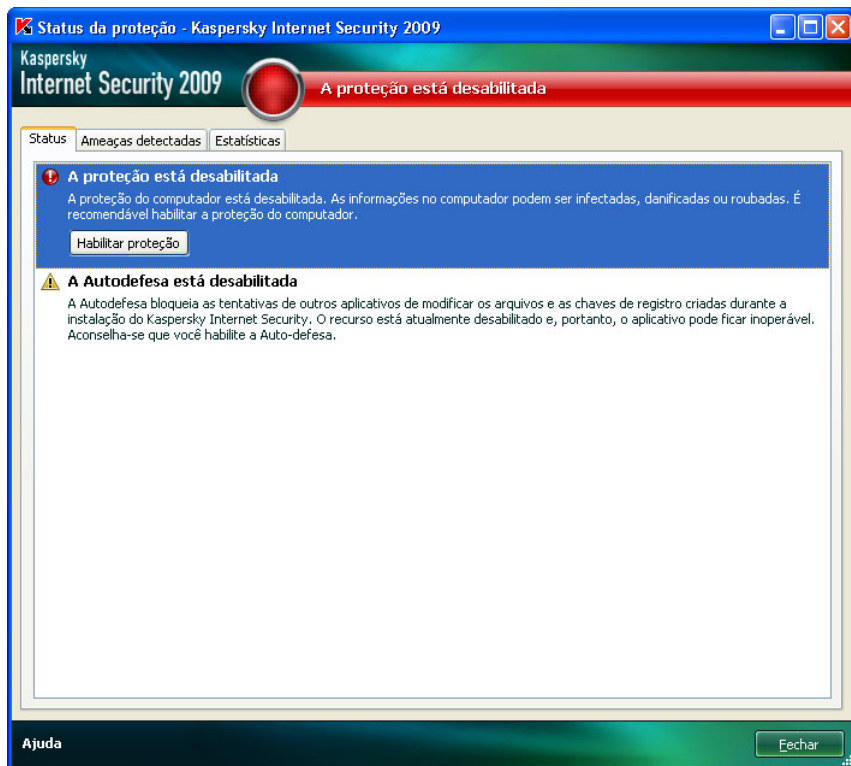 Status da proteção - Kaspersky Internet Security 2009
Kaspersky
Internet Security 2009
A proteção está desabilitada
Status
Ameaças detectadas
Estatísticas
A proteção está desabilitada
A proteção do computador está desabilitada. As informações no computador podem ser infectadas, danificadas ou roubadas. É
recomendável habilitar a proteção do computador.
Habilitar proteção
A Autodefesa está desabilitada
A Autodefesa bloqueia as tentativas de outros aplicativos de modificar os arquivos e as chaves de registro criadas durante a
instalação do Kaspersky Internet Security. O recurso está atualmente desabilitado e, portanto, o aplicativo pode ficar inoperável.
Aconselha-se que você habilite a Auto-defesa.
Ajuda
Fechar